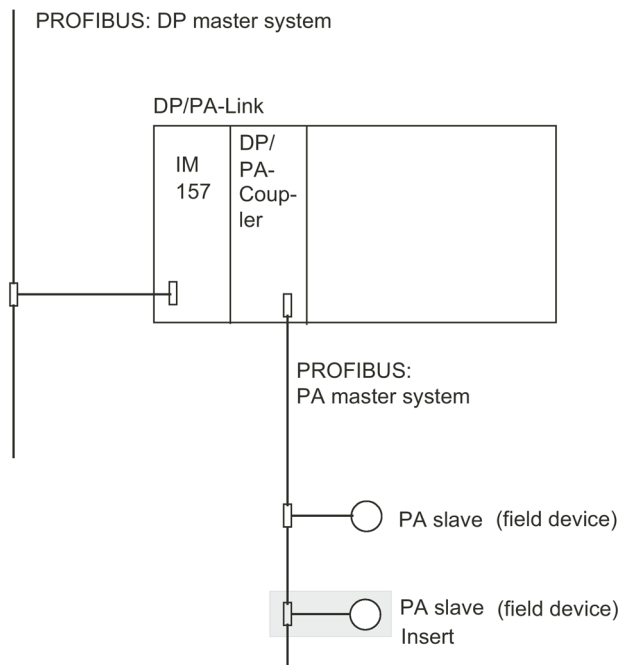 PROFIBUS: DP master system
DP/PA-Link
IM
157
DP/
PA-
Coup-
ler
PROFIBUS:
PA master system
PA slave (field device)
PA slave (field device)
Insert